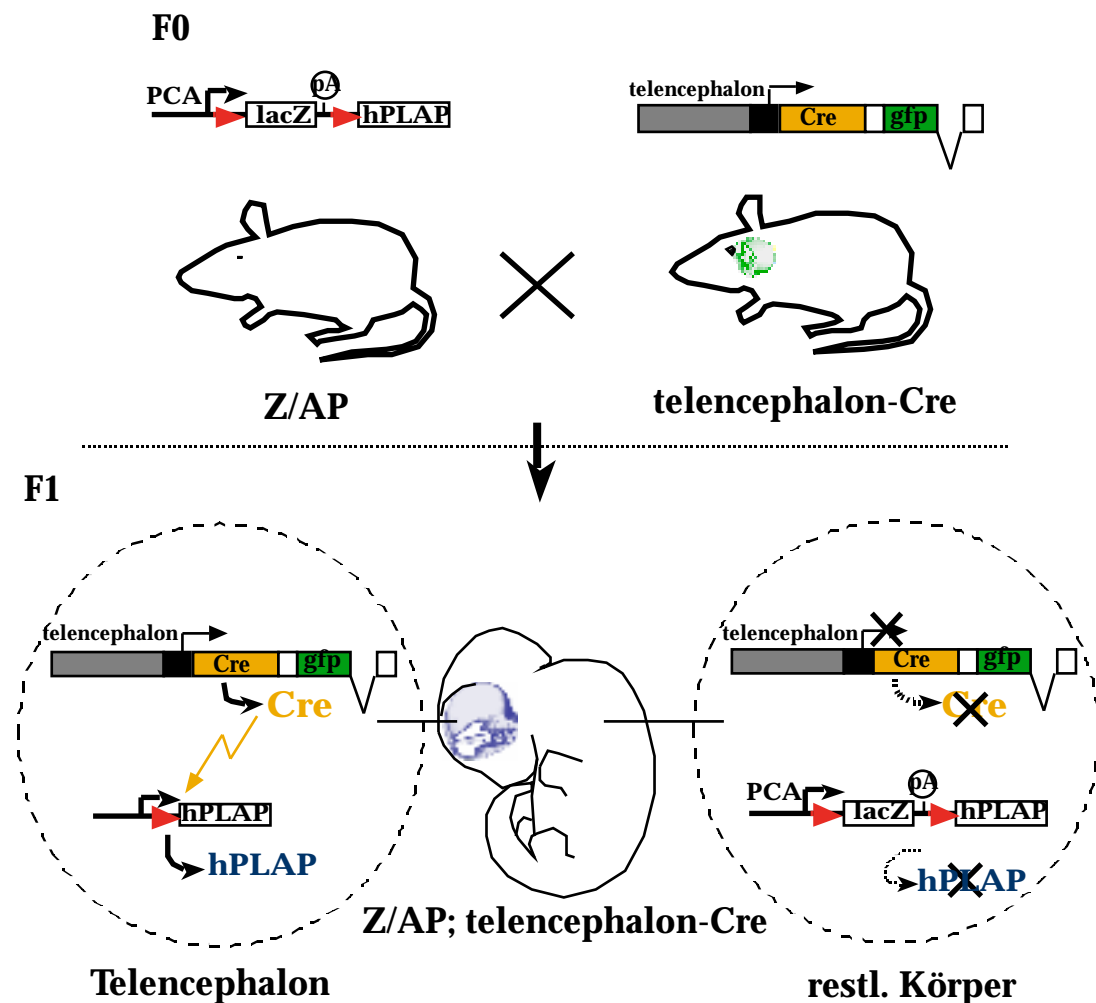 F0
PCA
lacZ
pA
hPLAP
telencephalon
Cre
gfp
Z/AP
telencephalon-Cre
F1
telencephalon
Cre
gfp
Cre
hPLAP
hPLAP
Telencephalon
Z/AP; telencephalon-Cre
telencephalon
Cre
gfp
Cre
PCA
lacZ
pA
hPLAP
hPLAP
restl. Körper